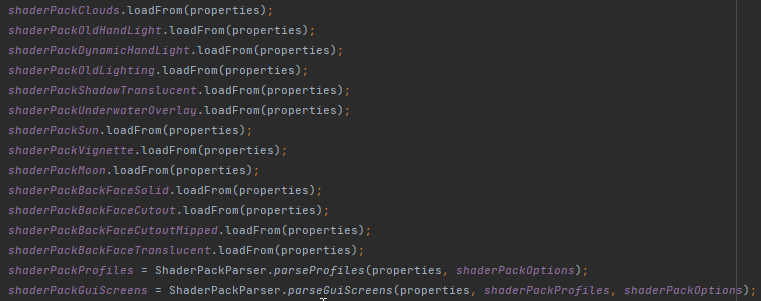 shaderPackClouds.loadFrom(properties);
shaderPackOldHandLight.loadFrom(properties);
shaderPackDynamicHandLight.loadFrom(properties);
shaderPackOldLighting.loadFrom(properties);
shaderPackShadowTranslucent.loadFrom(properties);
shaderPackUnderwaterOverlay.loadFrom(properties);
shaderPackSun.loadFrom(properties);
shaderPackVignette.loadFrom(properties);
shaderPackMoon.loadFrom(properties);
shaderPackBackFaceSolid.loadFrom(properties);
shaderPackBackFaceCutout.loadFrom(properties);
shaderPackBackFaceCutoutMipped.loadFrom(properties);
shaderPackBackFaceTranslucent.loadFrom(properties);
shaderPackProfiles = ShaderPackParser.parseProfiles(properties, shaderPackOptions);
shaderPackGuiScreens = ShaderPackParser.parseGuiScreens(properties, shaderPackProfiles, shaderPackOptions);